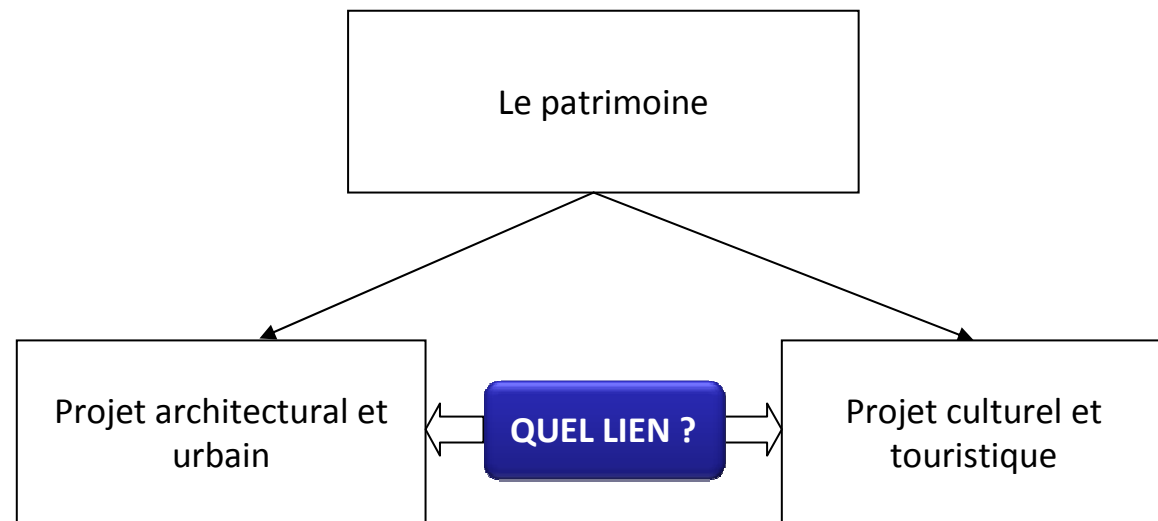 Le patrimoine
Projet architectural et
urbain
QUEL LIEN ?
Projet culturel et
touristique